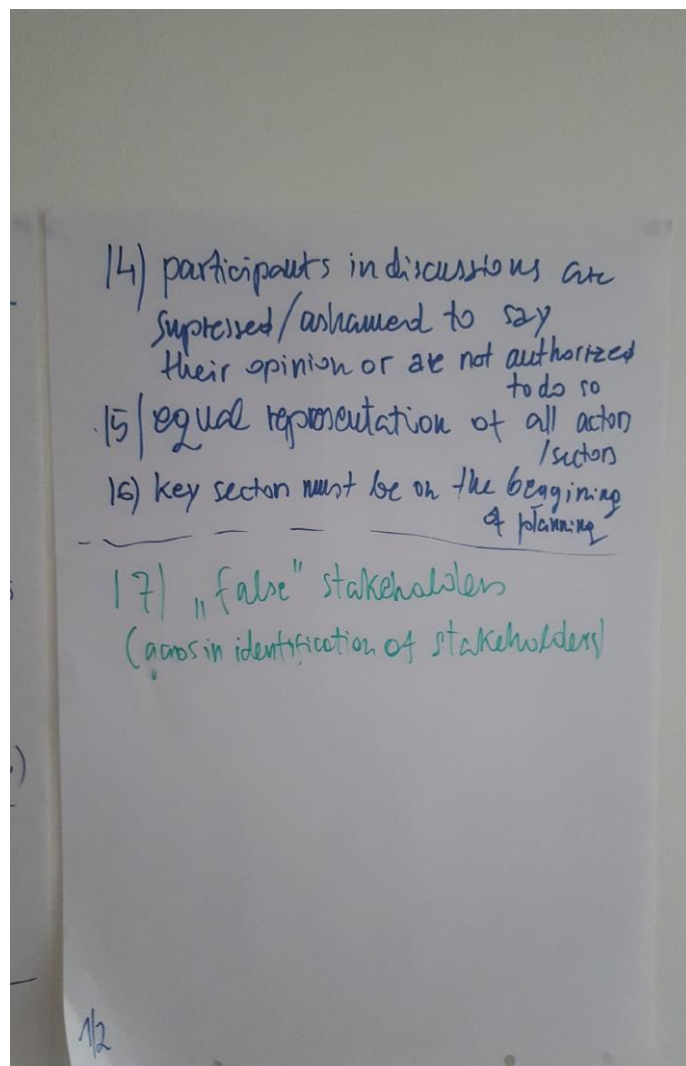 14) participants in discussions are
supressed/ashamed to say
their opinion or are not authorized
to do so
15) equal representation of all actors
/sectors
16) key sectors must be on the beagining
of planning
17) „false" stakeholders
( in identification of stakeholders)
1/2